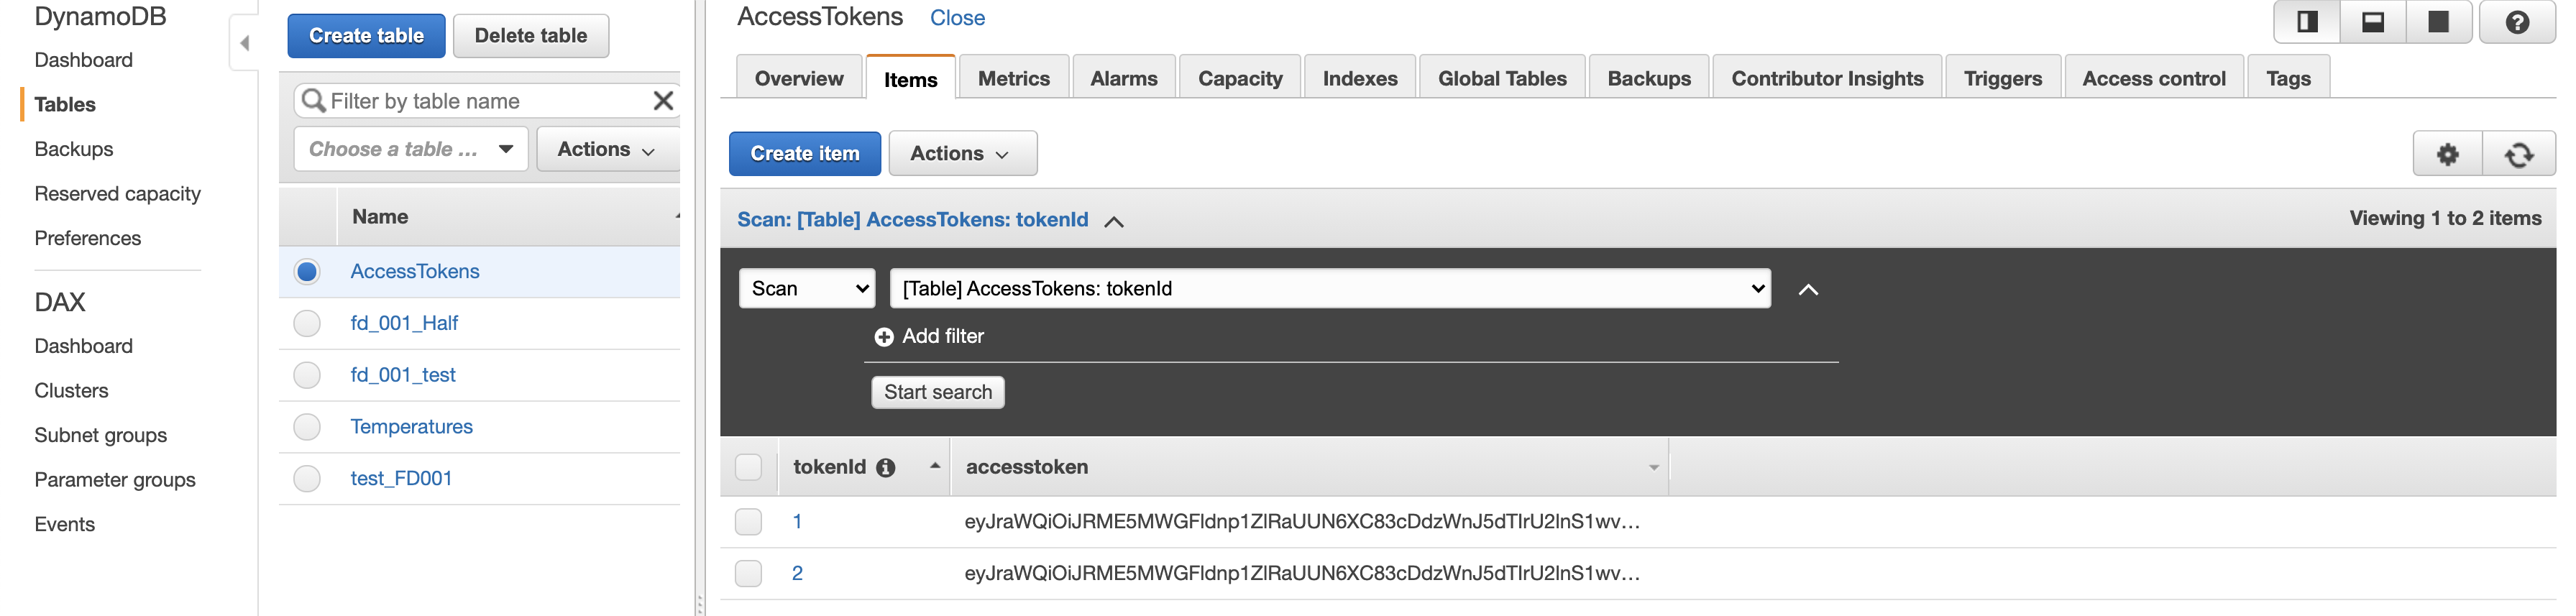 DynamoDB
Dashboard
Tables
Backups
Reserved capacity
Preferences
DAX
Dashboard
Clusters
Subnet groups
Parameter groups
Events
Create table
Delete table
Filter by table name
Choose a table ...
Actions
Name
AccessTokens
fd_001_Half
fd_001_test
Temperatures
test_FD001
AccessTokens Close
Overview
Items
Metrics
Alarms
Capacity
Indexes
Global Tables
Backups
Contributor Insights
Triggers
Access control
Tags
Create item
Actions
Scan: [Table] AccessTokens: tokenId
Viewing 1 to 2 items
Scan
[Table] AccessTokens: tokenId
Add filter
Start search
tokenId accesstoken
1 eyJraWQiOiJRME5MWGFldnp1ZlRaUUN6XC83cDdzWnJ5dTlrU2lnS1wv...
2 eyJraWQiOiJRME5MWGFldnp1ZlRaUUN6XC83cDdzWnJ5dTlrU2lnS1wv...